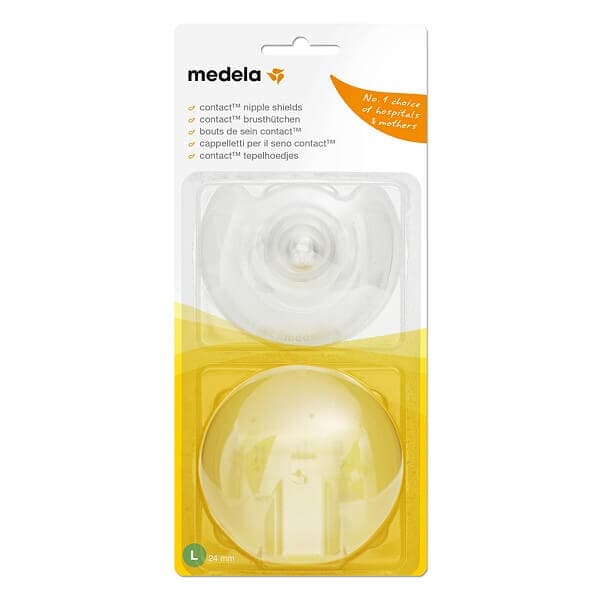 medela
contact™ nipple shields
contact™ brusthütchen
bouts de sein contact™
cappelletti per il seno contact™
contact™ tepelhoedjes
No. 1 choice
of hospitals
& mothers
L 24 mm